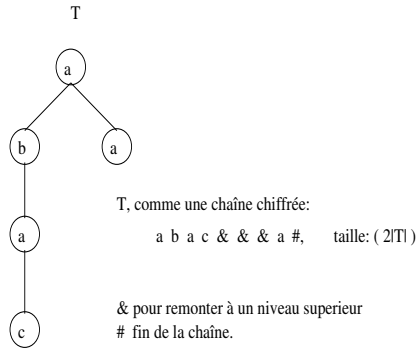 T
a
b
a
a
c
T, comme une chaîne chiffrée:
a b a c & & & a #, taille: ( 2|T| )
& pour remonter à un niveau superieur
# fin de la chaîne.